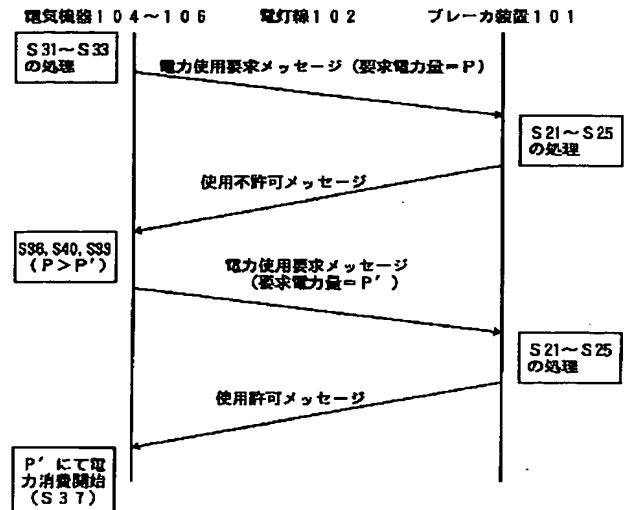 電気機器104～106　電灯線102　ブレーカ装置101
S31～S33
の処理
電力使用要求メッセージ（要求電力量＝P）
S21～S25
の処理
使用不許可メッセージ
S36, S40, S33
（P＞P′）
電力使用要求メッセージ
（要求電力量＝P′）
S21～S25
の処理
使用許可メッセージ
P′にて電
力消費開始
（S37）